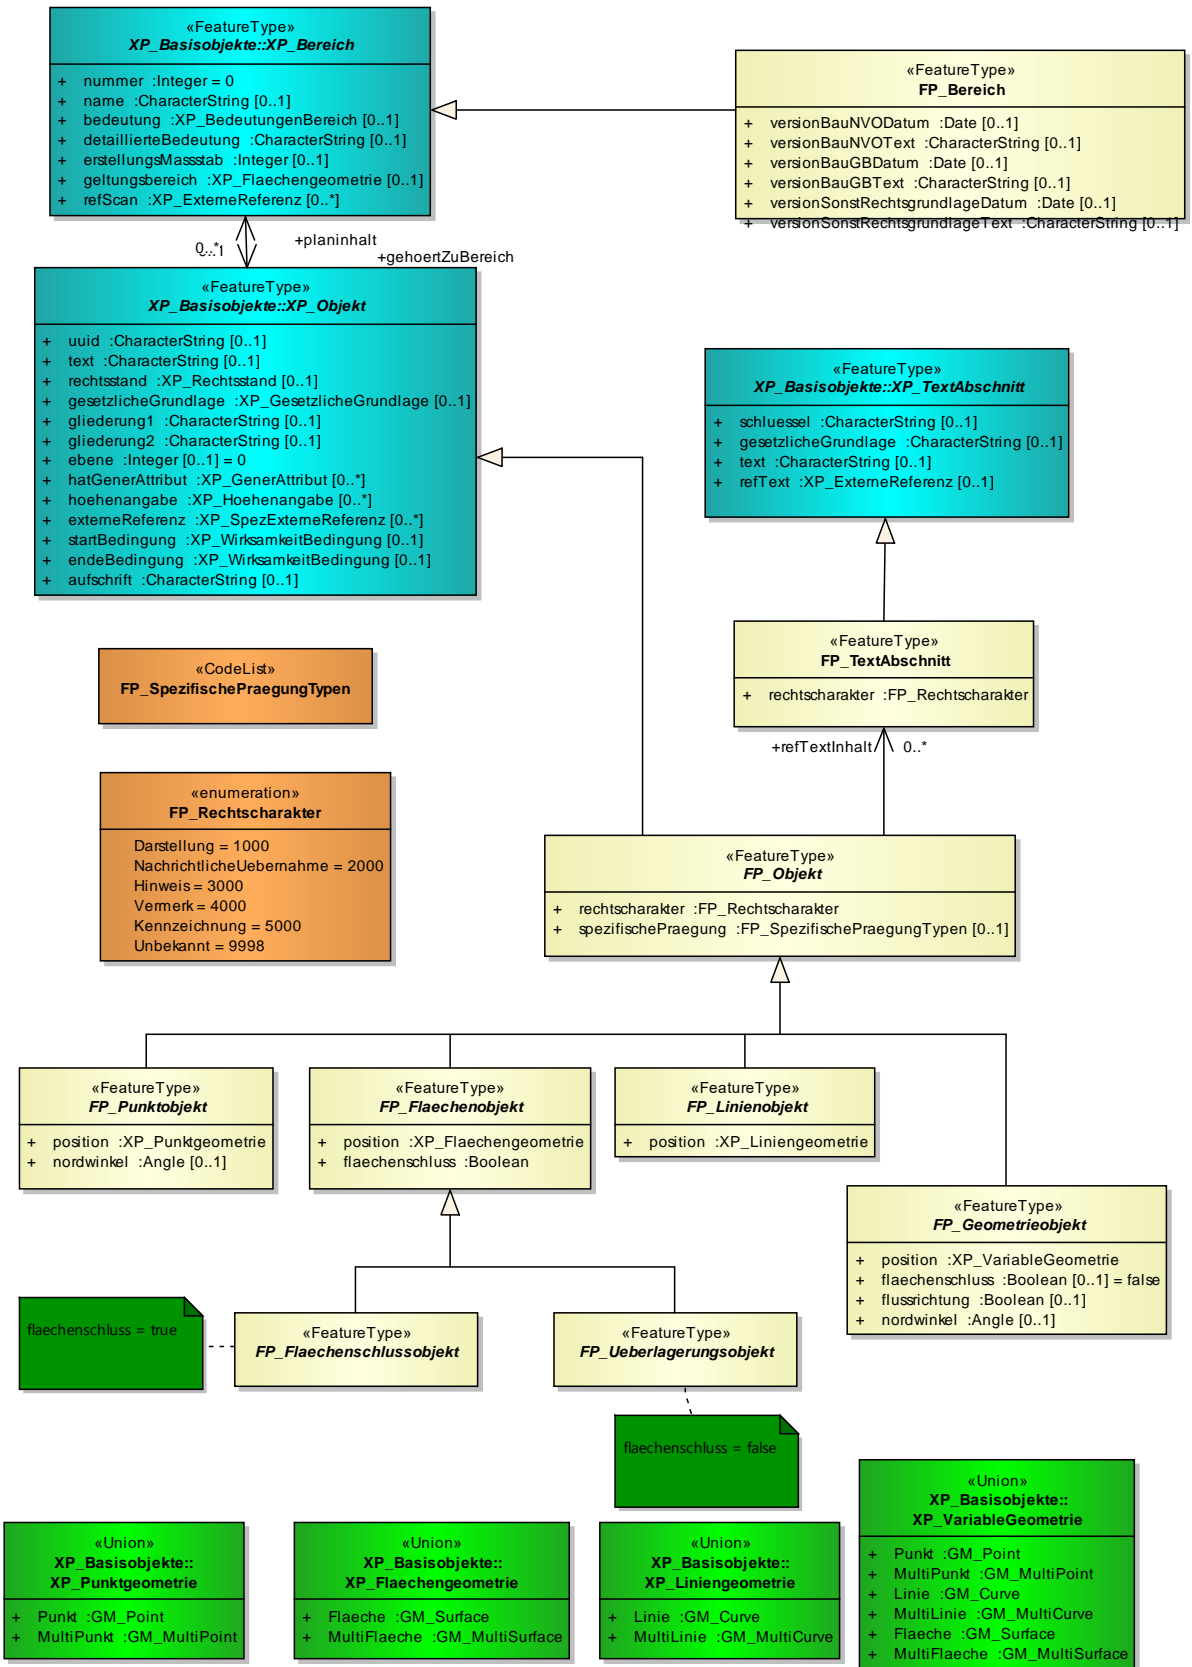 «FeatureType»
XP_Basisobjekte::XP_Bereich
+ nummer :Integer = 0
+ name :CharacterString [0..1]
+ bedeutung :XP_BedeutungenBereich [0..1]
+ detaillierteBedeutung :CharacterString [0..1]
+ erstellungsMassstab :Integer [0..1]
+ geltungsbereich :XP_Flaechengeometrie [0..1]
+ refScan :XP_ExterneReferenz [0..*]
«FeatureType»
FP_Bereich
+ versionBauNVODatum :Date [0..1]
+ versionBauNVOText :CharacterString [0..1]
+ versionBauGBDatum :Date [0..1]
+ versionBauGBText :CharacterString [0..1]
+ versionSonstRechtsgrundlageDatum :Date [0..1]
+ versionSonstRechtsgrundlageText :CharacterString [0..1]
0..*
0..1
+planinhalt
+gehoertZuBereich
«FeatureType»
XP_Basisobjekte::XP_Objekt
+ uuid :CharacterString [0..1]
+ text :CharacterString [0..1]
+ rechtsstand :XP_Rechtsstand [0..1]
+ gesetzlicheGrundlage :XP_GesetzlicheGrundlage [0..1]
+ gliederung1 :CharacterString [0..1]
+ gliederung2 :CharacterString [0..1]
+ ebene :Integer [0..1] = 0
+ hatGenerAttribut :XP_GenerAttribut [0..*]
+ hoehenangabe :XP_Hoehenangabe [0..*]
+ externeReferenz :XP_SpezExterneReferenz [0..*]
+ startBedingung :XP_WirksamkeitBedingung [0..1]
+ endeBedingung :XP_WirksamkeitBedingung [0..1]
+ aufschrift :CharacterString [0..1]
«FeatureType»
XP_Basisobjekte::XP_TextAbschnitt
+ schluessel :CharacterString [0..1]
+ gesetzlicheGrundlage :CharacterString [0..1]
+ text :CharacterString [0..1]
+ refText :XP_ExterneReferenz [0..1]
«FeatureType»
FP_TextAbschnitt
+ rechtscharakter :FP_Rechtscharakter
+refTextInhalt
0..*
«CodeList»
FP_SpezifischePraegungTypen
«enumeration»
FP_Rechtscharakter
Darstellung = 1000
NachrichtlicheUebernahme = 2000
Hinweis = 3000
Vermerk = 4000
Kennzeichnung = 5000
Unbekannt = 9998
«FeatureType»
FP_Objekt
+ rechtscharakter :FP_Rechtscharakter
+ spezifischePraegung :FP_SpezifischePraegungTypen [0..1]
«FeatureType»
FP_Punktobjekt
+ position :XP_Punktgeometrie
+ nordwinkel :Angle [0..1]
«FeatureType»
FP_Flaechenobjekt
+ position :XP_Flaechengeometrie
+ flaechenschluss :Boolean
«FeatureType»
FP_Linienobjekt
+ position :XP_Liniengeometrie
«FeatureType»
FP_Geometrieobjekt
+ position :XP_VariableGeometrie
+ flaechenschluss :Boolean [0..1] = false
+ flussrichtung :Boolean [0..1]
+ nordwinkel :Angle [0..1]
flaechenschluss = true
«FeatureType»
FP_Flaechenschlussobjekt
«FeatureType»
FP_Ueberlagerungsobjekt
flaechenschluss = false
«Union»
XP_Basisobjekte::
XP_Punktgeometrie
+ Punkt :GM_Point
+ MultiPunkt :GM_MultiPoint
«Union»
XP_Basisobjekte::
XP_Flaechengeometrie
+ Flaeche :GM_Surface
+ MultiFlaeche :GM_MultiSurface
«Union»
XP_Basisobjekte::
XP_Liniengeometrie
+ Linie :GM_Curve
+ MultiLinie :GM_MultiCurve
«Union»
XP_Basisobjekte::
XP_VariableGeometrie
+ Punkt :GM_Point
+ MultiPunkt :GM_MultiPoint
+ Linie :GM_Curve
+ MultiLinie :GM_MultiCurve
+ Flaeche :GM_Surface
+ MultiFlaeche :GM_MultiSurface